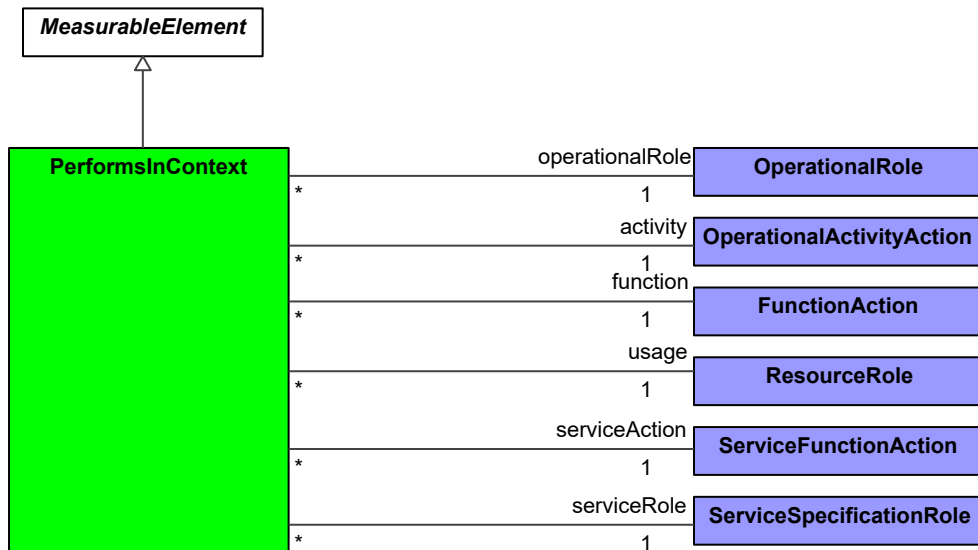 MeasurableElement
PerformsInContext
operationalRole
OperationalRole
* 1
activity
OperationalActivityAction
* 1
function
FunctionAction
* 1
usage
ResourceRole
* 1
serviceAction
ServiceFunctionAction
* 1
serviceRole
ServiceSpecificationRole
* 1